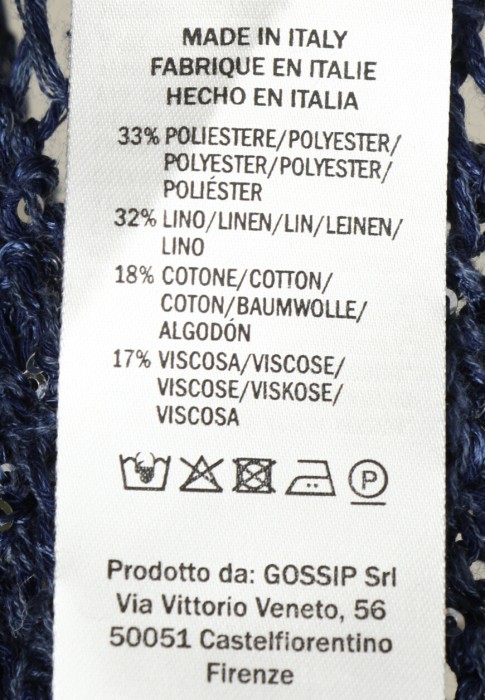 MADE IN ITALY
FABRIQUE EN ITALIE
HECHO EN ITALIA
33% POLIESTERE/POLYESTER/
POLYESTER/POLYESTER/
POLIÉSTER
32% LINO/LINEN/LIN/LEINEN/
LINO
18% COTONE/COTTON/
COTON/BAUMWOLLE/
ALGODÓN
17% VISCOSA/VISCOSE/
VISCOSE/VISKOSE/
VISCOSA
P
Prodotto da: GOSSIP Srl
Via Vittorio Veneto, 56
50051 Castelfiorentino
Firenze